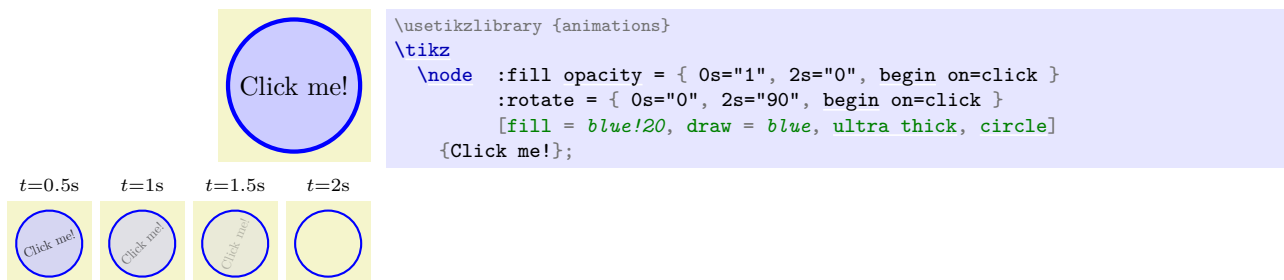 Click me!
\usetikzlibrary {animations}
\tikz
  \node  :fill opacity = { 0s="1", 2s="0", begin on=click }
         :rotate = { 0s="0", 2s="90", begin on=click }
         [fill = blue!20, draw = blue, ultra thick, circle]
    {Click me!};
t=0.5s t=1s t=1.5s t=2s
Click me! Click me! Click me!